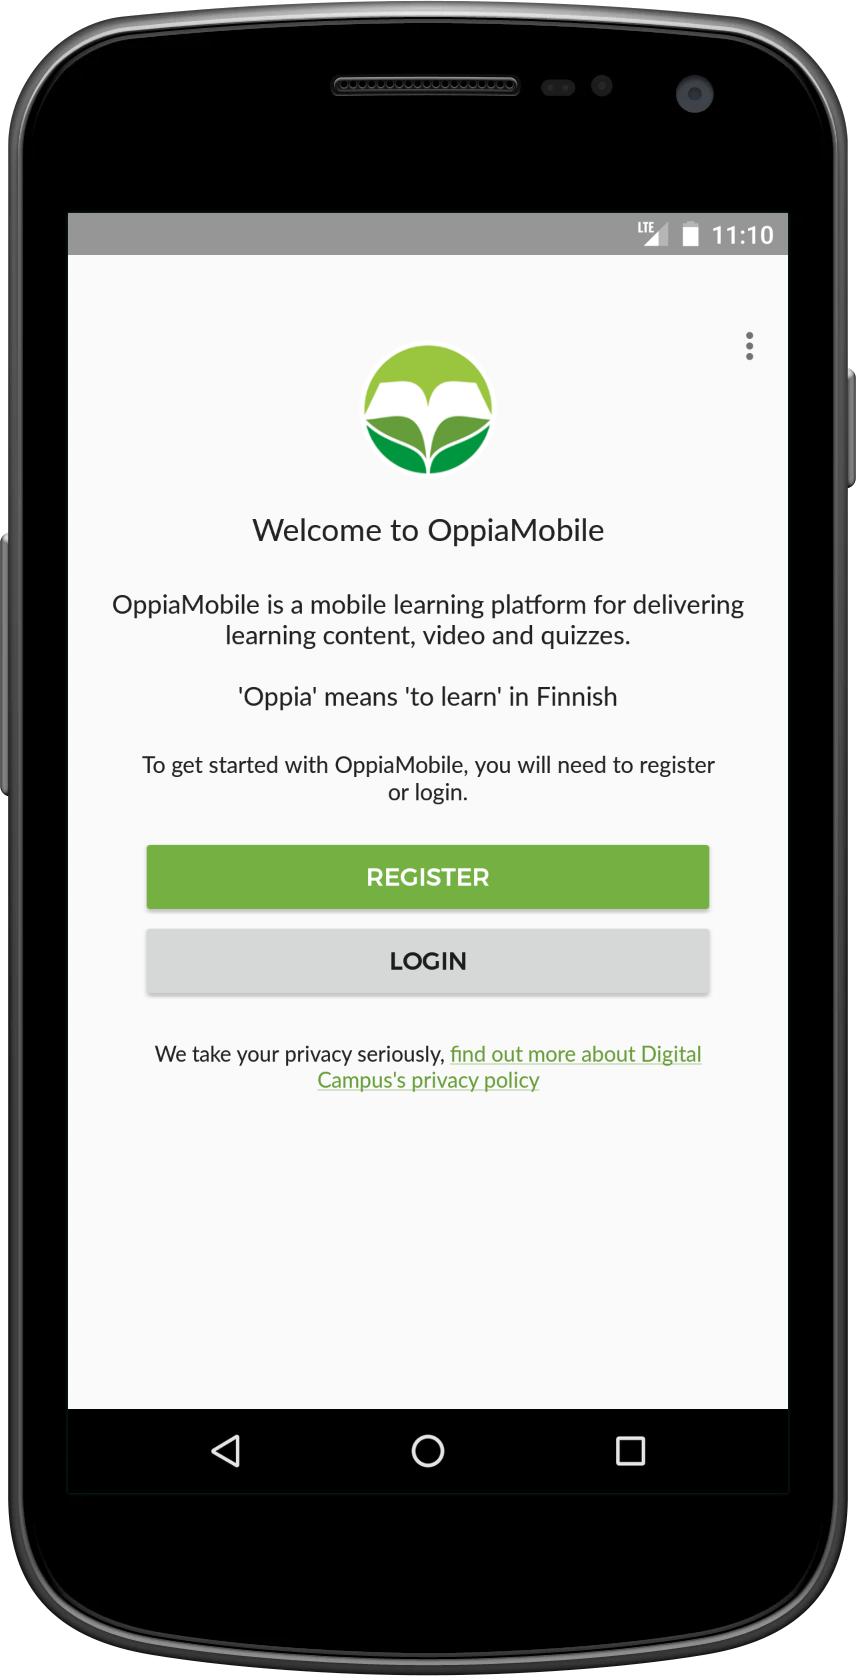 LTE 11:10
Welcome to OppiaMobile
OppiaMobile is a mobile learning platform for delivering
learning content, video and quizzes.
'Oppia' means 'to learn' in Finnish
To get started with OppiaMobile, you will need to register
or login.
REGISTER
LOGIN
We take your privacy seriously, find out more about Digital
Campus's privacy policy